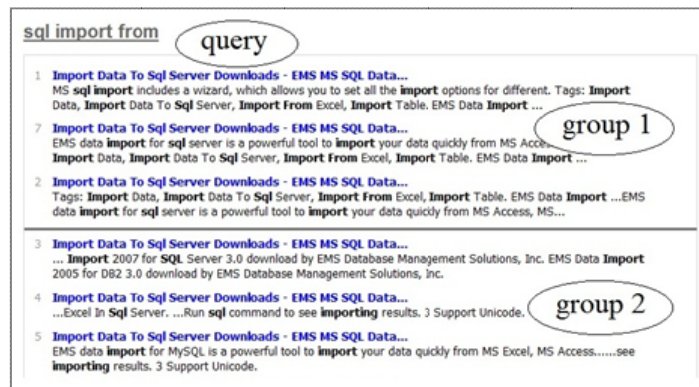 sql import from
query
1 Import Data To Sql Server Downloads - EMS MS SQL Data...
MS sql import includes a wizard, which allows you to set all the import options for different. Tags: Import
Data, Import Data To Sql Server, Import From Excel, Import Table. EMS Data Import ...
7 Import Data To Sql Server Downloads - EMS MS SQL Data...
EMS data import for sql server is a powerful tool to import your data quickly from MS
Import Data, Import Data To Sql Server, Import From Excel, Import Table. EMS Data Import ...
group 1
2 Import Data To Sql Server Downloads - EMS MS SQL Data...
Tags: Import Data, Import Data To Sql Server, Import From Excel, Import Table. EMS Data Import ...EMS
data import for sql server is a powerful tool to import your data quickly from MS Access, MS...
3 Import Data To Sql Server Downloads - EMS MS SQL Data...
... Import 2007 for SQL Server 3.0 download by EMS Database Management Solutions, Inc. EMS Data Import
2005 for DB2 3.0 download by EMS Database Management Solutions, Inc.
4 Import Data To Sql Server Downloads - EMS MS SQL Data...
...Excel In Sql Server. ...Run sql command to see importing results. 3 Support Unicode.
group 2
5 Import Data To Sql Server Downloads - EMS MS SQL Data...
EMS data import for MySQL is a powerful tool to import your data quickly from MS Excel, MS Access......see
importing results. 3 Support Unicode.